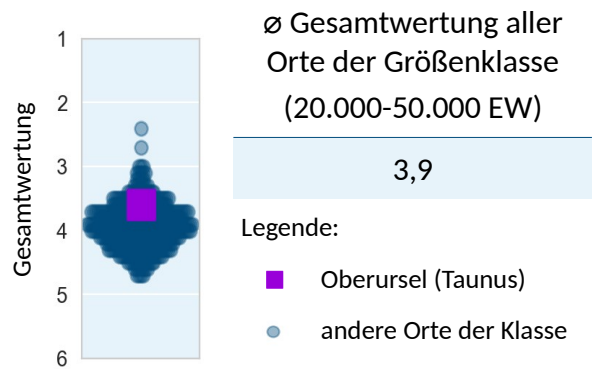 Gesamtwertung
1
2
3
4
5
6
⌀ Gesamtwertung aller
Orte der Größenklasse
(20.000-50.000 EW)
3,9
Legende:
Oberursel (Taunus)
andere Orte der Klasse